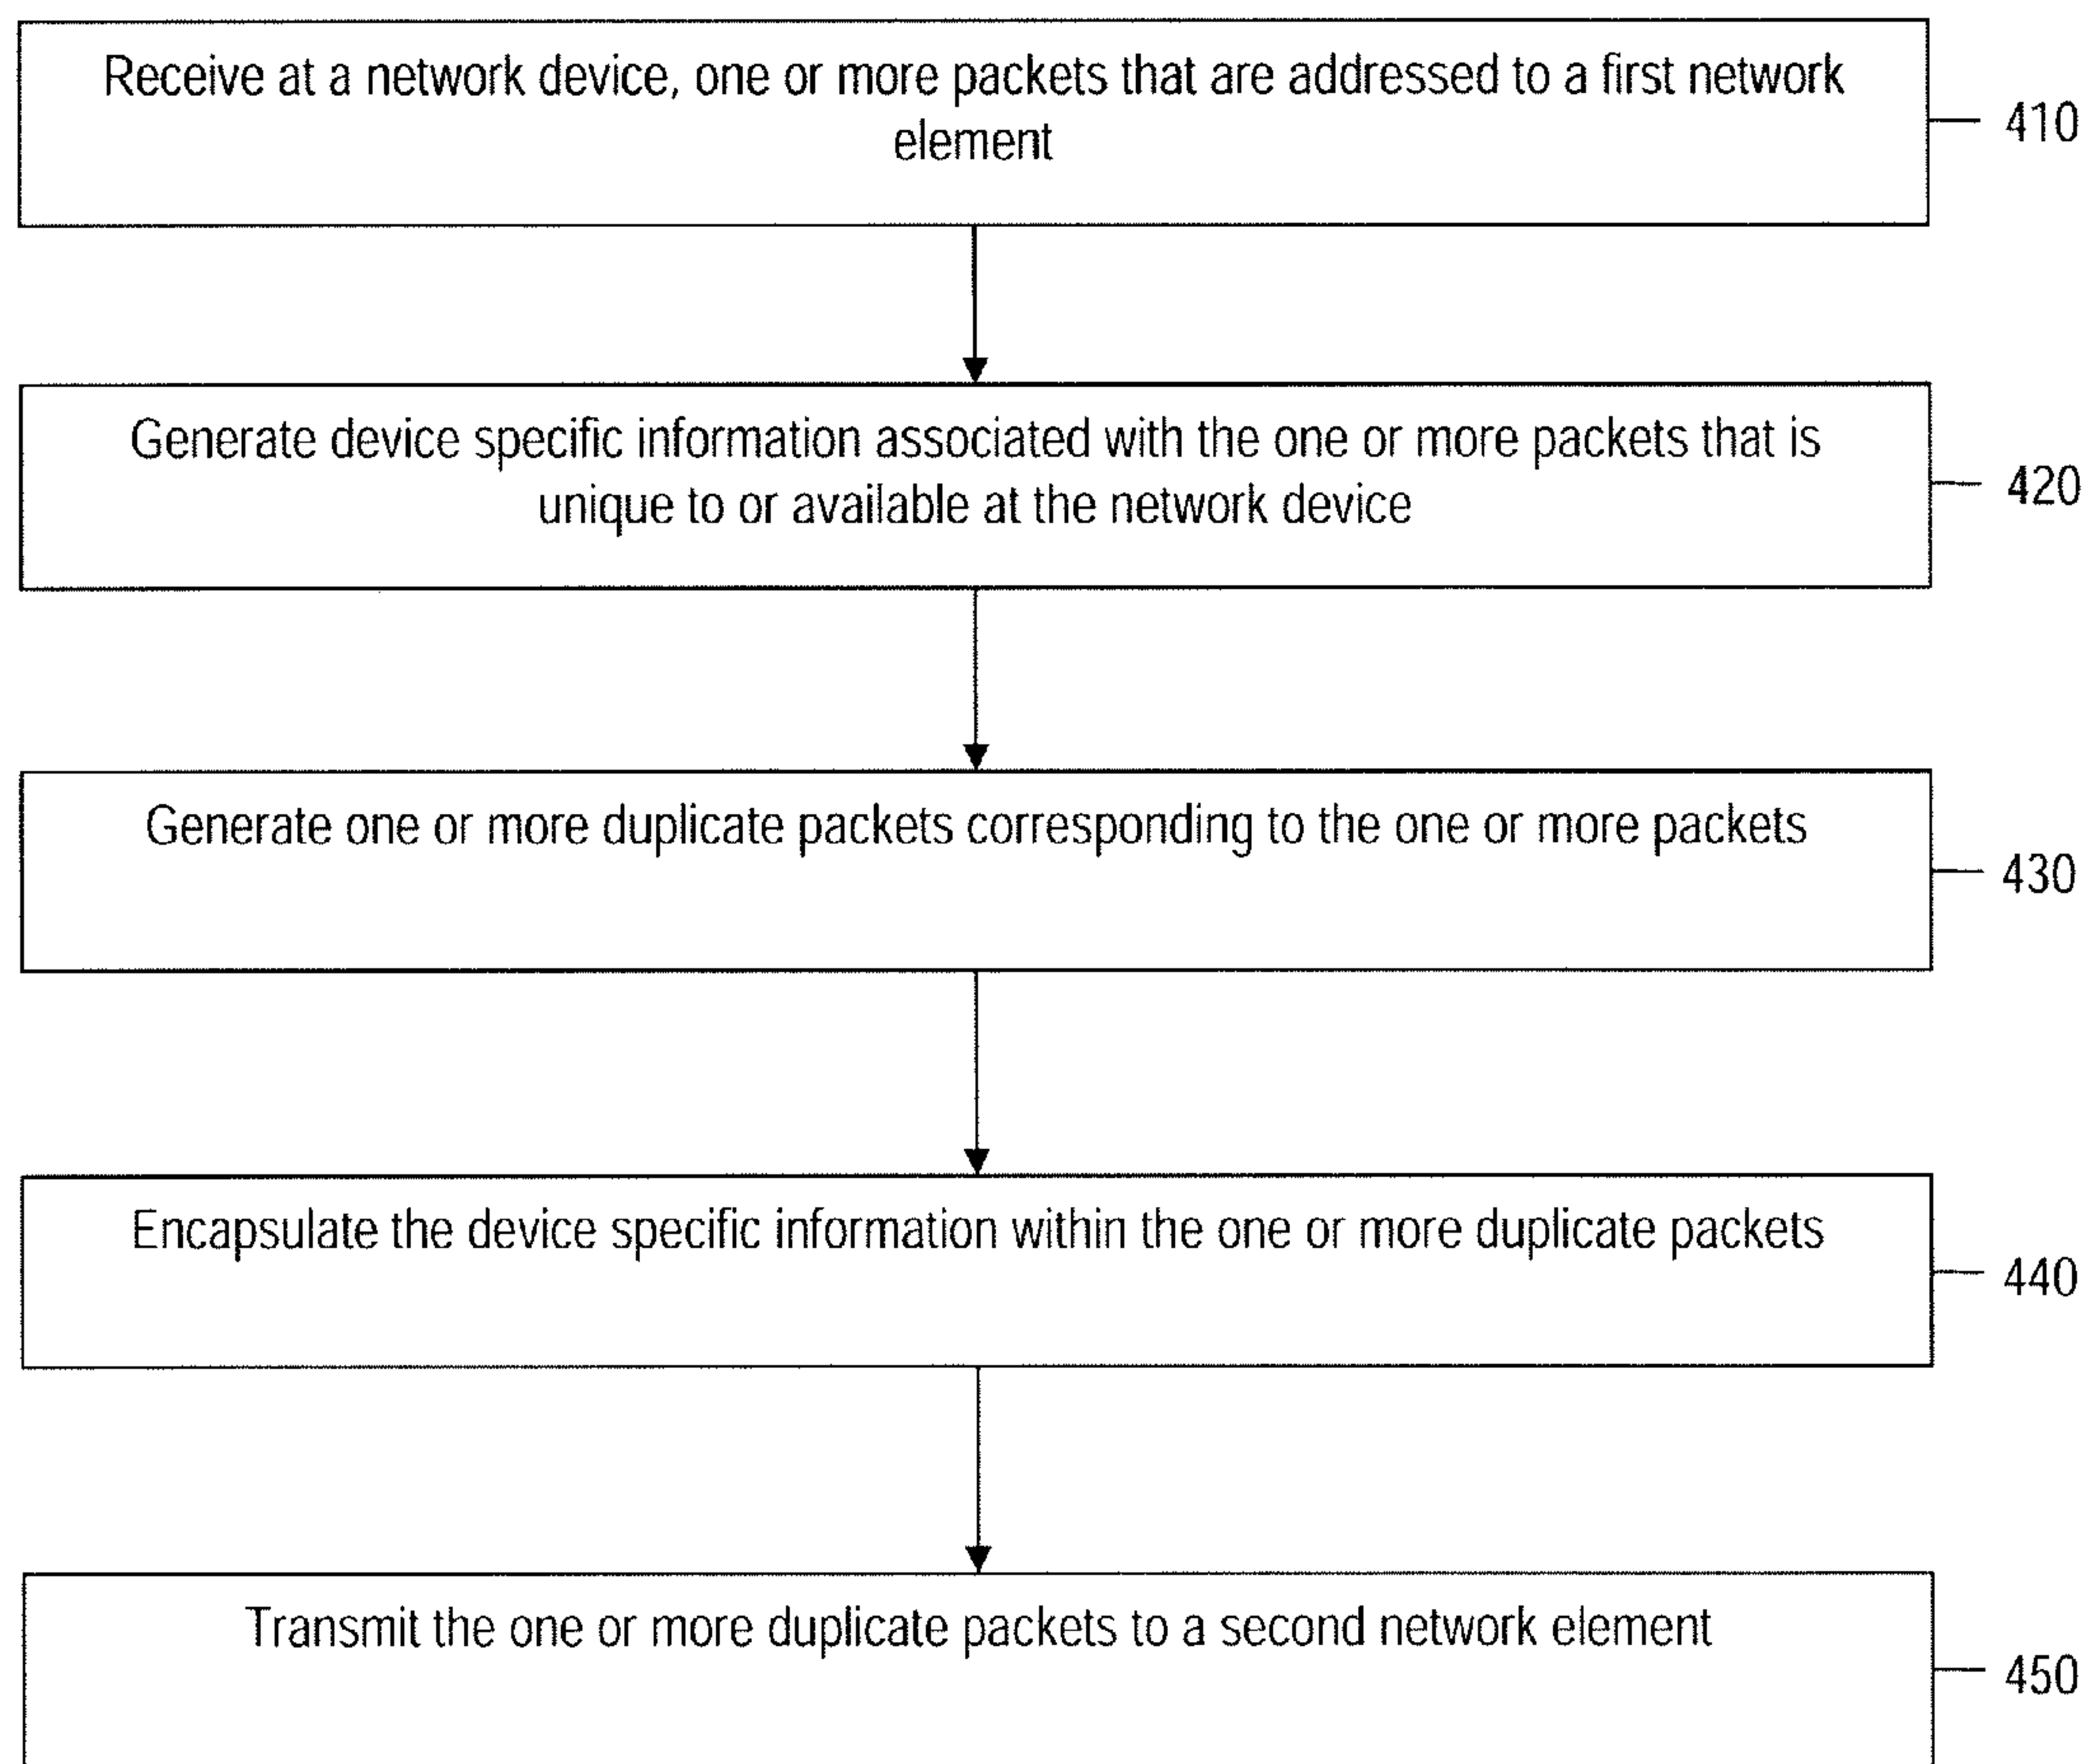 Receive at a network device, one or more packets that are addressed to a first network
element
410
Generate device specific information associated with the one or more packets that is
unique to or available at the network device
420
Generate one or more duplicate packets corresponding to the one or more packets
430
Encapsulate the device specific information within the one or more duplicate packets
440
Transmit the one or more duplicate packets to a second network element
450